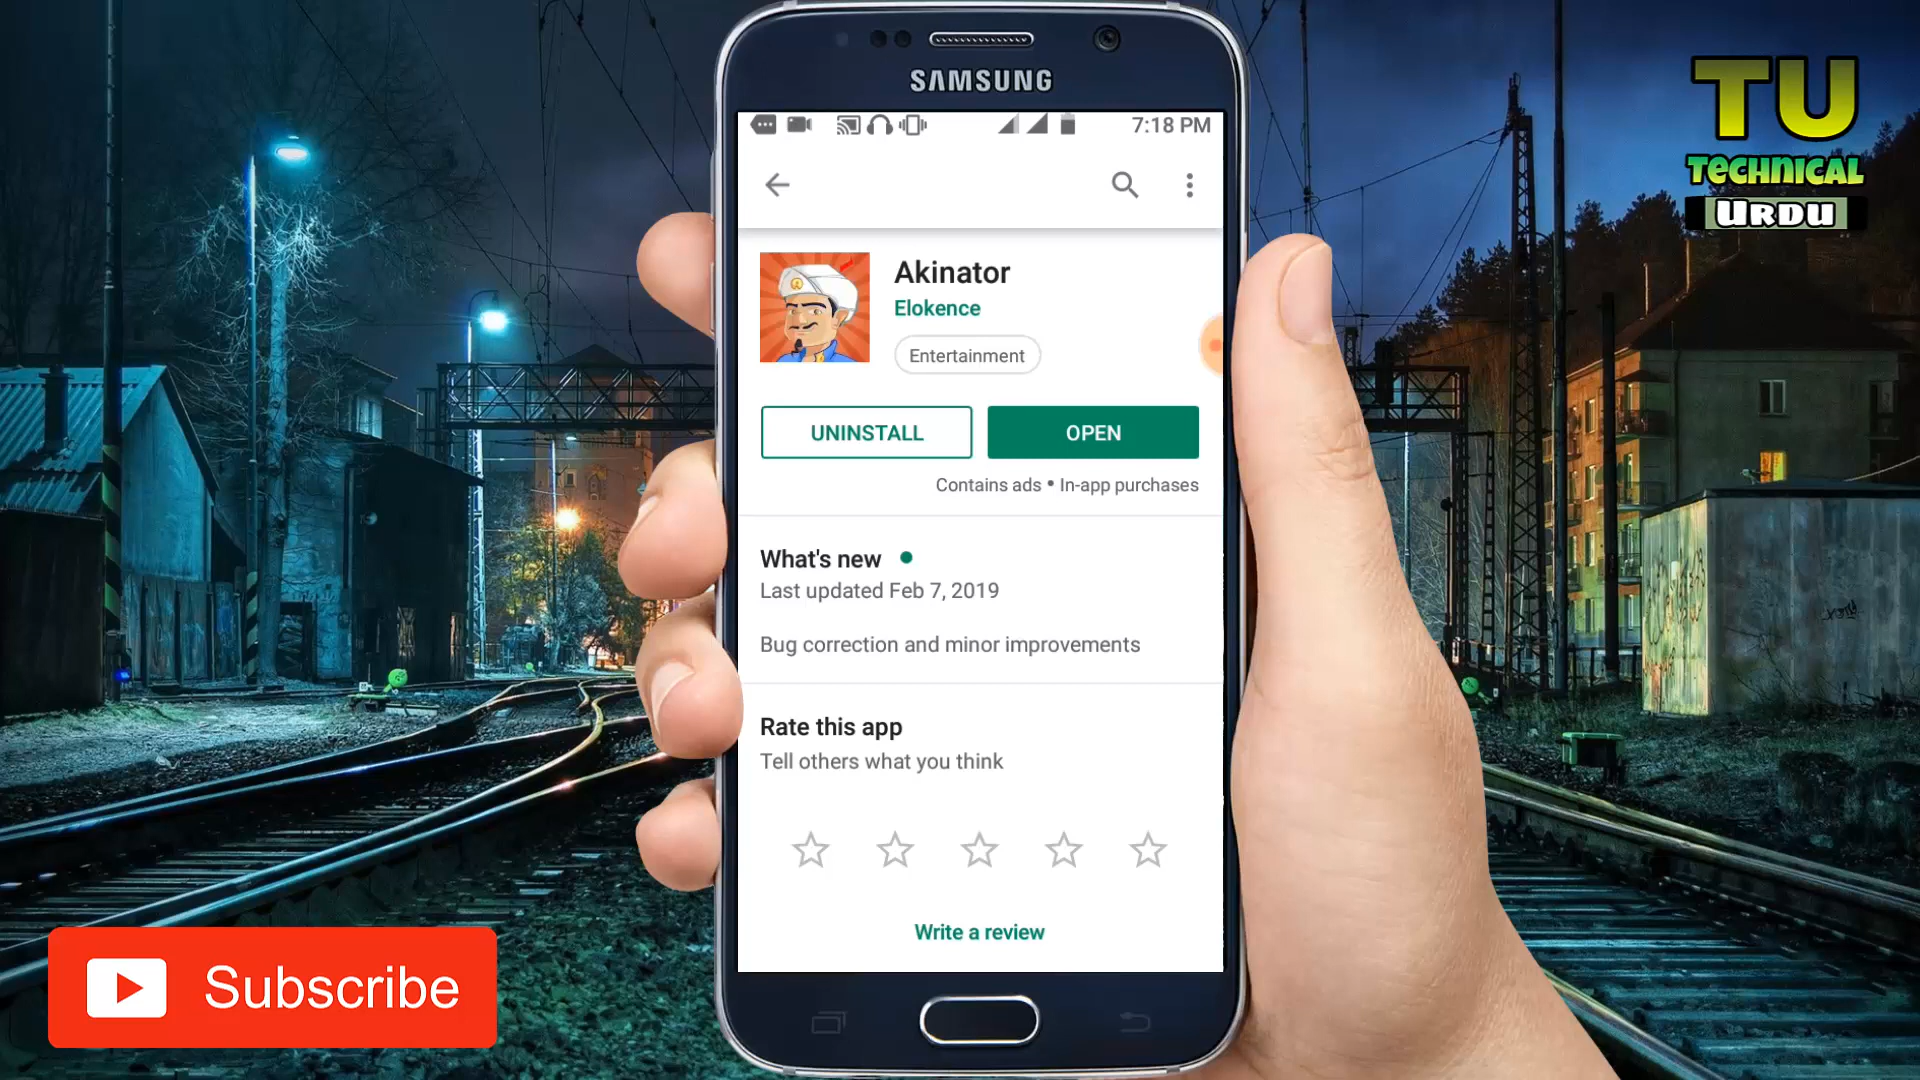 SAMSUNG
7:18 PM
TU
TECHNICAL
URDU
Akinator
Elokence
Entertainment
UNINSTALL
OPEN
Contains ads • In-app purchases
What's new
Last updated Feb 7, 2019
Bug correction and minor improvements
Rate this app
Tell others what you think
Write a review
Subscribe